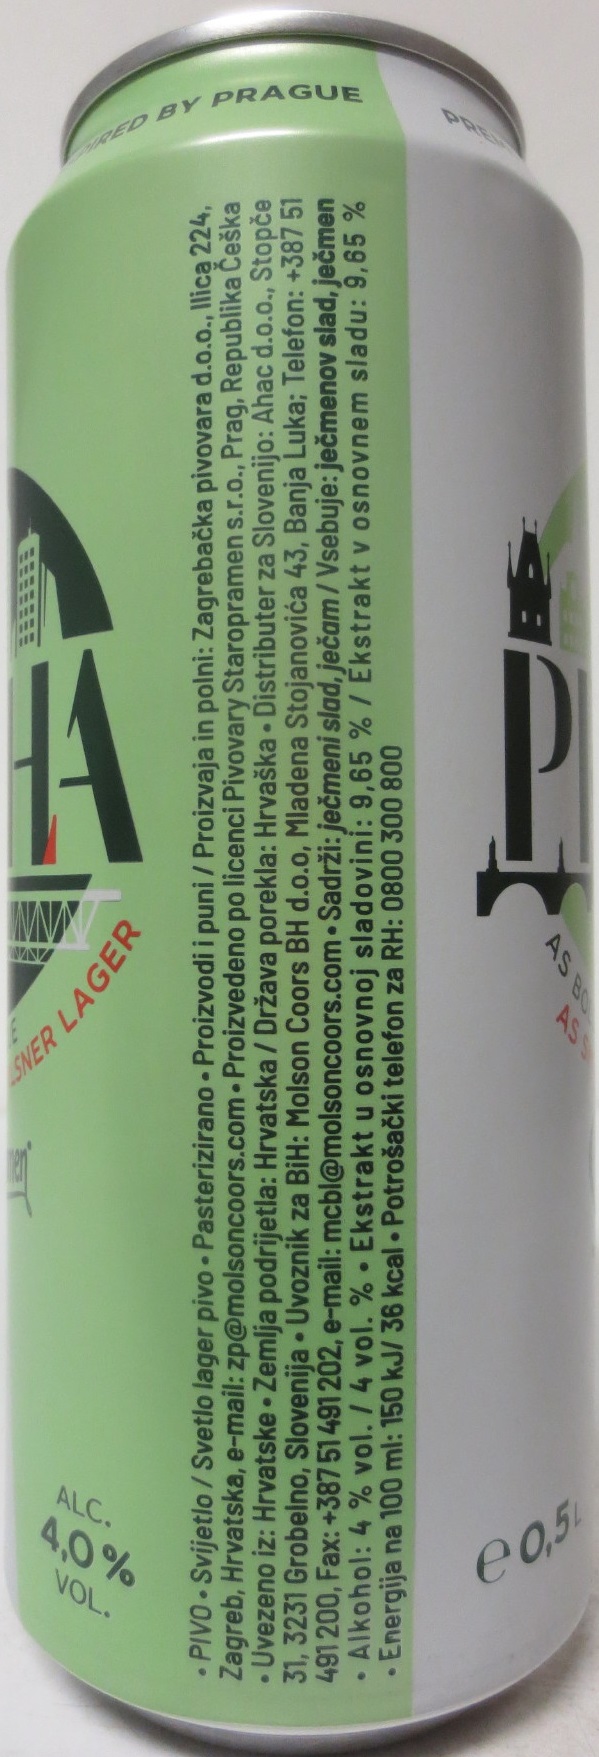 BY PRAGUE
HA
LAGER
ALC.
4,0 %
VOL.
• PIVO • Svijetlo / Svetlo lager pivo • Pasterizirano • Proizvodi i puni / Proizvaja in polni: Zagrebačka pivovara d.o.o., Ilica 224,
Zagreb, Hrvatska, e-mail: zp@molsoncoors.com • Proizvedeno po licenci Pivovary Staropramen s.r.o., Prag, Republika Češka
• Uvezeno iz: Hrvatske • Zemlja podrijetla: Hrvatska / Država porekla: Hrvaška • Distributer za Slovenijo: Ahac d.o.o., Stopče
31, 3231 Grobelno, Slovenija • Uvoznik za BiH: Molson Coors BH d.o.o, Mladena Stojanovića 43, Banja Luka; Telefon: +387 51
491 200, Fax: +387 51 491 202, e-mail: mcbl@molsoncoors.com • Sadrži: ječmeni slad, ječam / Vsebuje: ječmenov slad, ječmen
• Alkohol: 4 % vol. / 4 vol. % • Ekstrakt u osnovnoj sladovini: 9,65 % / Ekstrakt v osnovnem sladu: 9,65 %
• Energija na 100 ml: 150 kJ/ 36 kcal • Potrošački telefon za RH: 0800 300 800
P
AS
AS
e 0,5 L